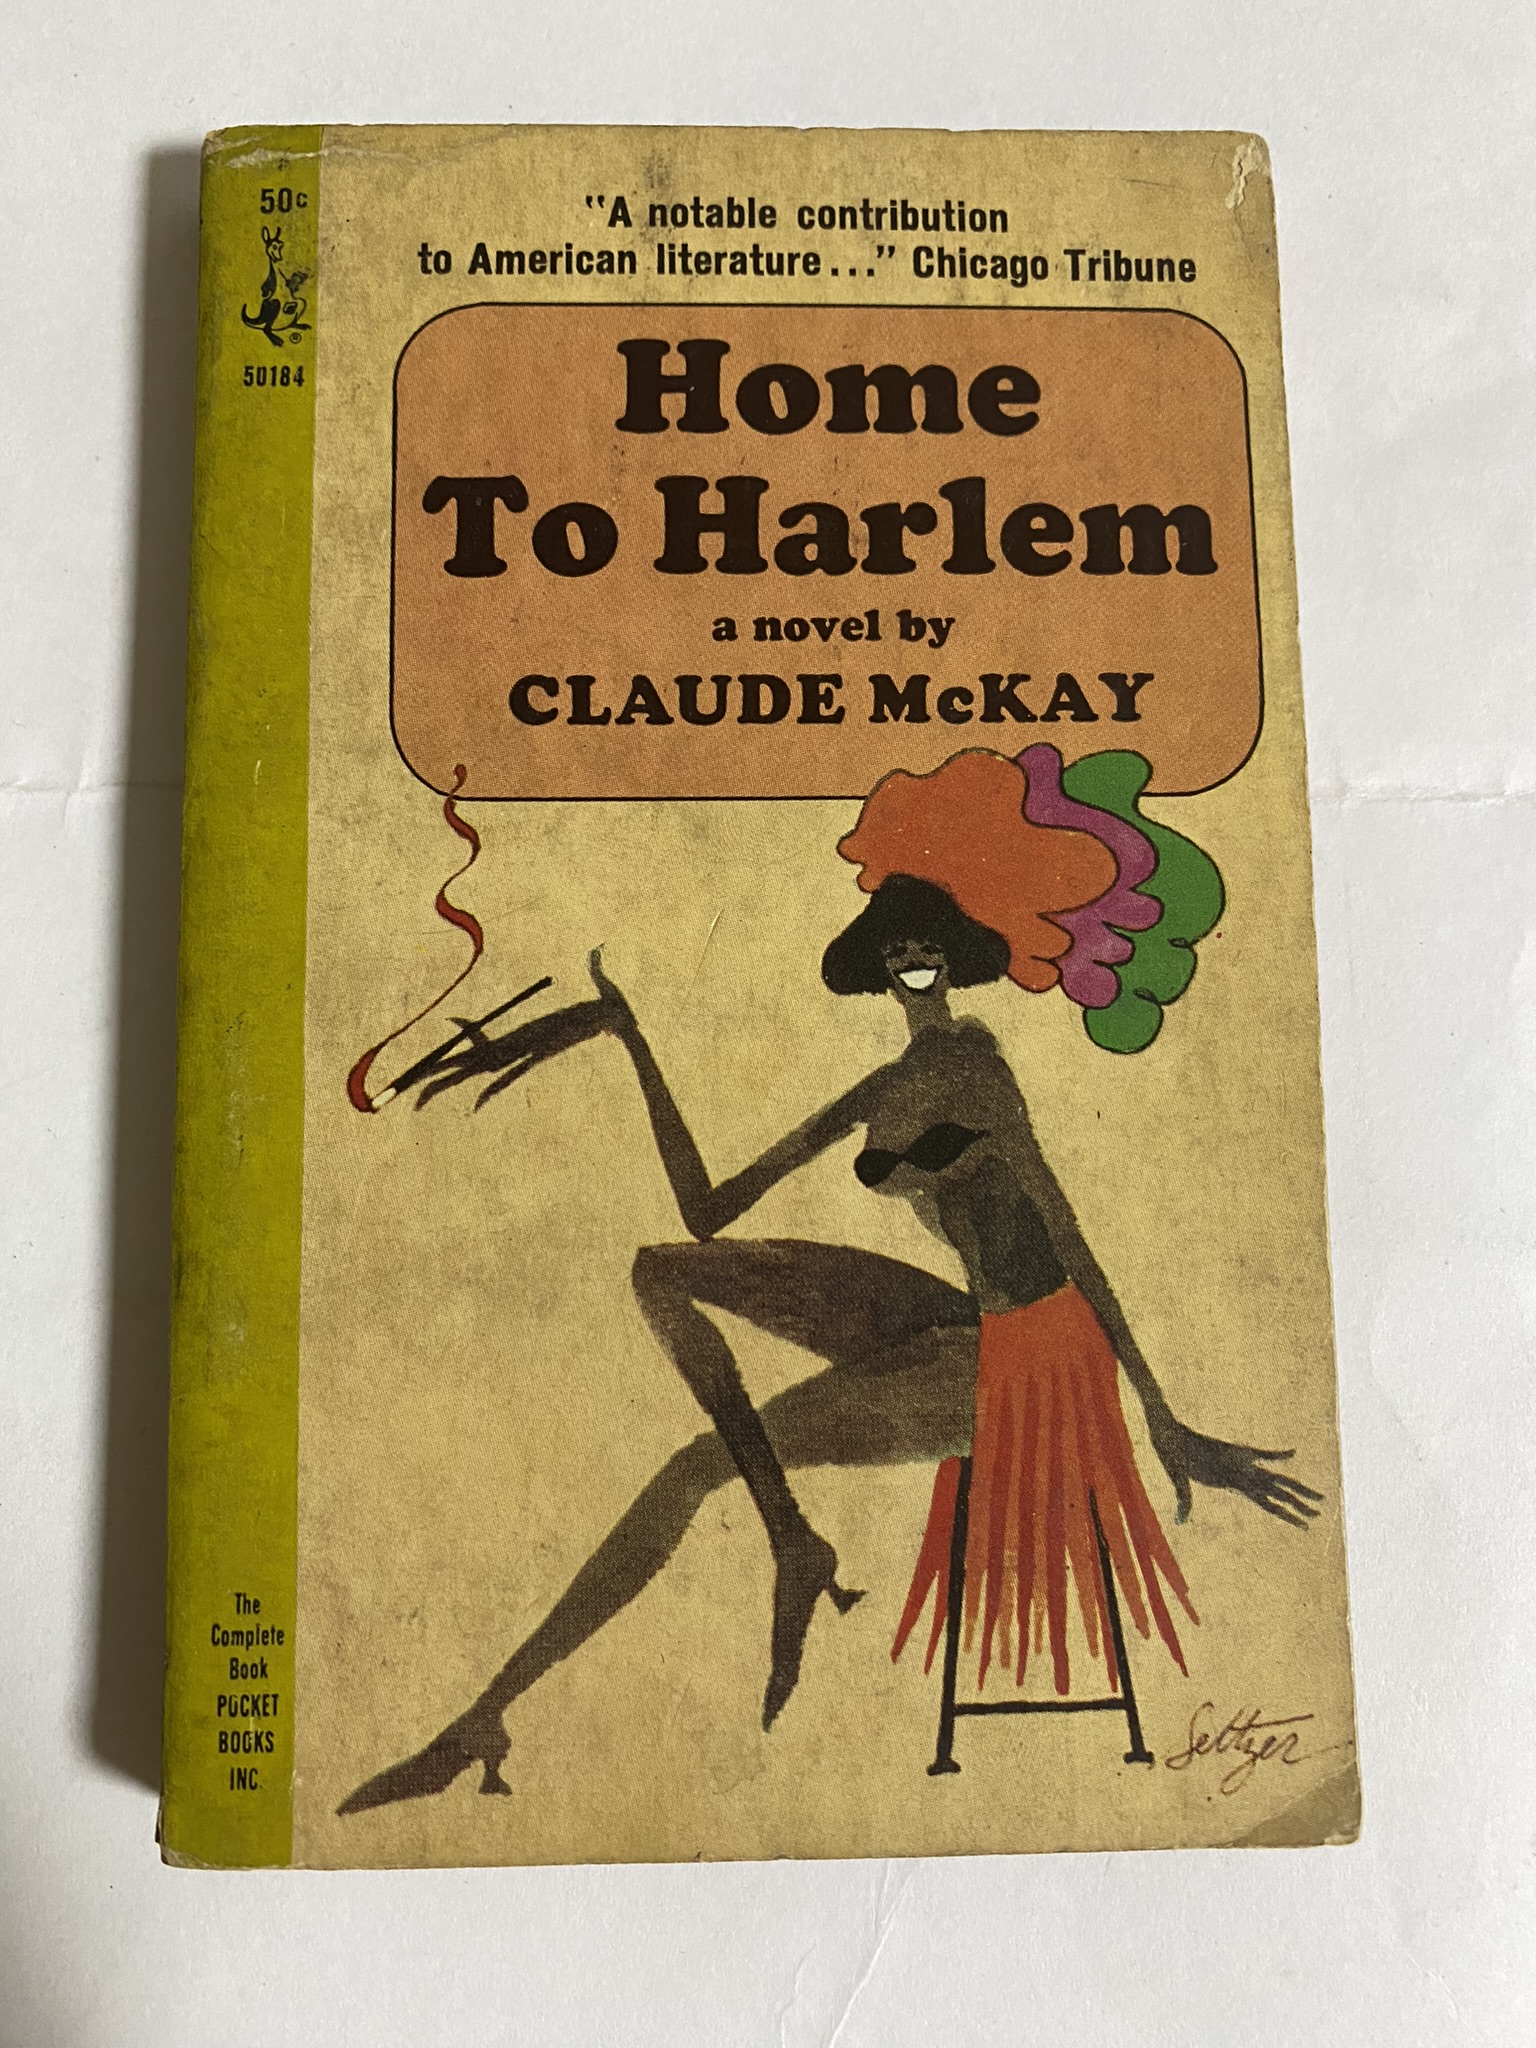 50c
50184
"A notable contribution
to American literature..." Chicago Tribune
Home
To Harlem
a novel by
CLAUDE McKAY
Seltzer
The
Complete
Book
POCKET
BOOKS
INC.